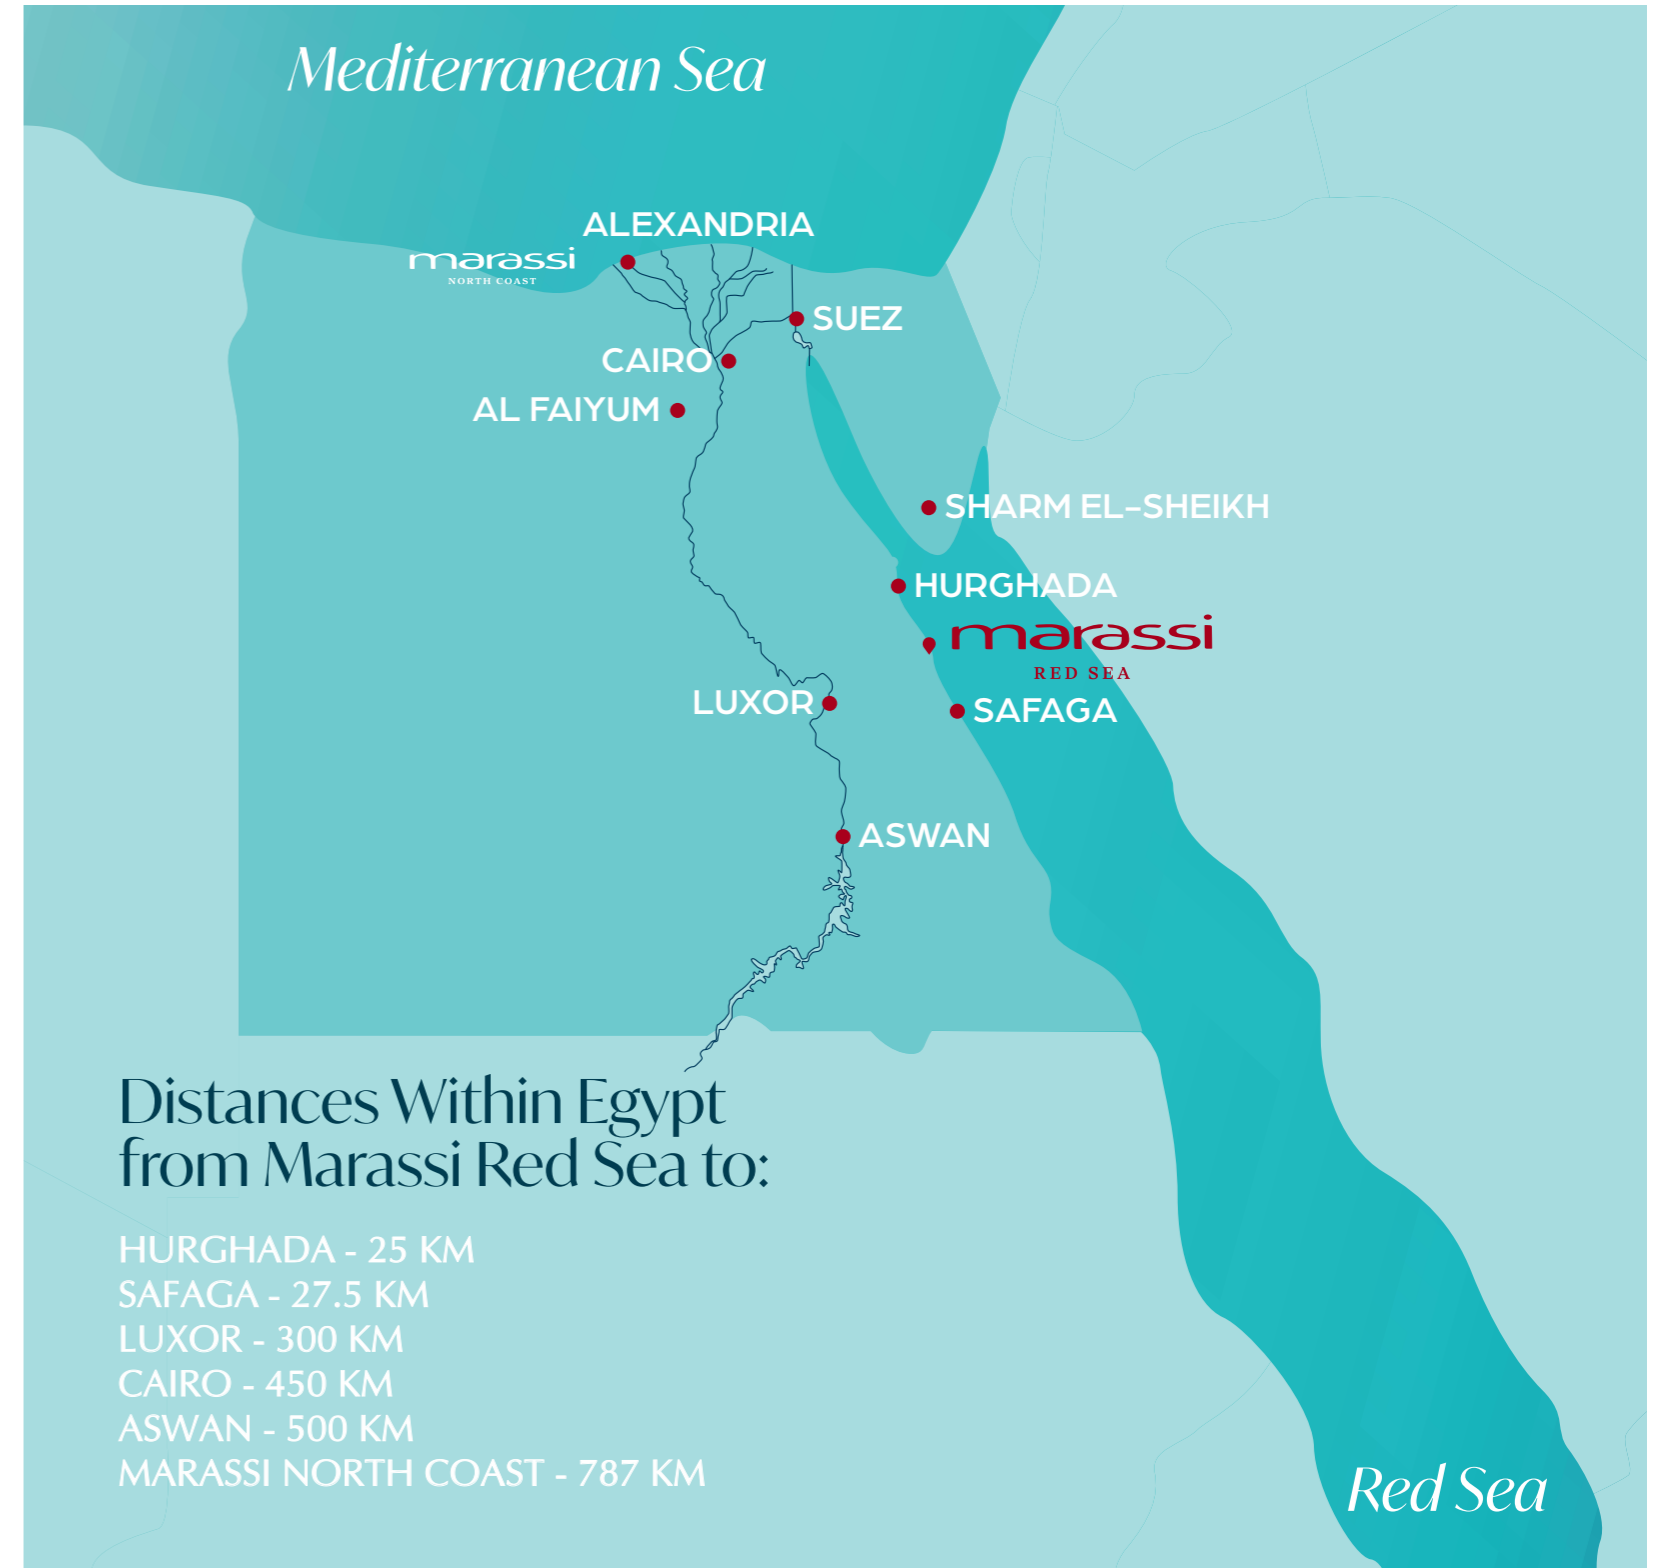 Mediterranean Sea
ALEXANDRIA
marassi
NORTH COAST
SUEZ
CAIRO
AL FAIYUM
SHARM EL-SHEIKH
HURGHADA
marassi
RED SEA
LUXOR
SAFAGA
ASWAN
Distances Within Egypt
from Marassi Red Sea to:
HURGHADA - 25 KM
SAFAGA - 27.5 KM
LUXOR - 300 KM
CAIRO - 450 KM
ASWAN - 500 KM
MARASSI NORTH COAST - 787 KM
Red Sea